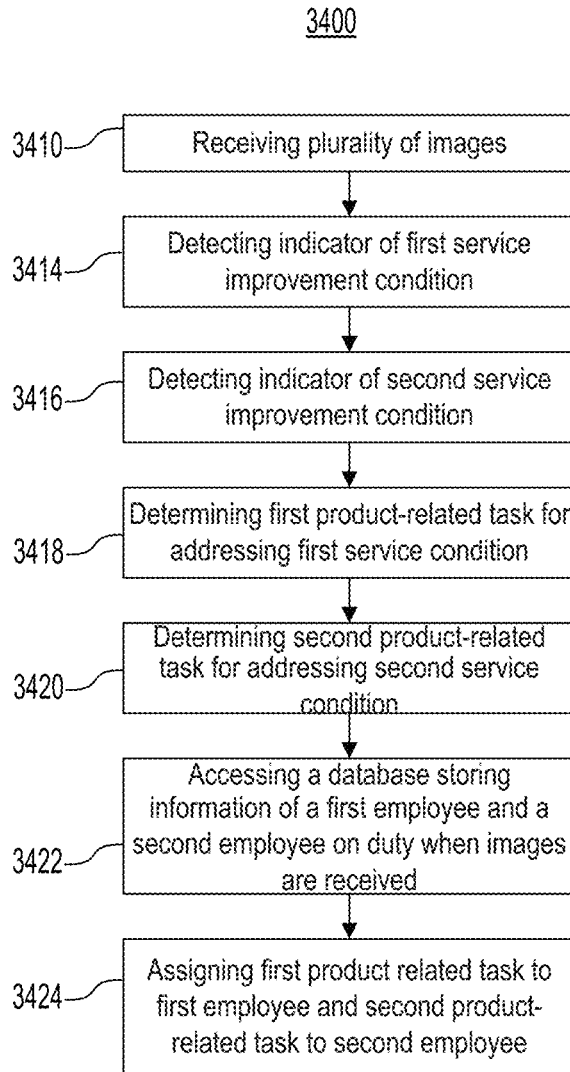 3400
3410
Receiving plurality of images
3414
Detecting indicator of first service
improvement condition
3416
Detecting indicator of second service
improvement condition
3418
Determining first product-related task for
addressing first service condition
3420
Determining second product-related
task for addressing second service
condition
3422
Accessing a database storing
information of a first employee and a
second employee on duty when images
are received
3424
Assigning first product related task to
first employee and second product-
related task to second employee